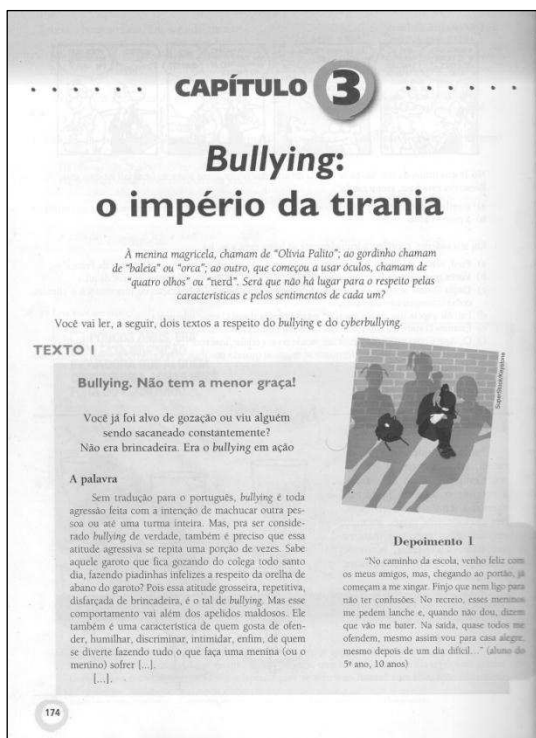 CAPÍTULO 3
Bullying:
o império da tirania
À menina magricela, chamam de "Olívia Palito"; ao gordinho chamam
de "baleia" ou "orca"; ao outro, que começou a usar óculos, chamam de
"quatro olhos" ou "nerd". Será que não há lugar para o respeito pelas
características e pelos sentimentos de cada um?
Você vai ler, a seguir, dois textos a respeito do bullying e do cyberbullying.
TEXTO I
Bullying. Não tem a menor graça!
Você já foi alvo de gozação ou viu alguém
sendo sacaneado constantemente?
Não era brincadeira. Era o bullying em ação
A palavra
Sem tradução para o português, bullying é toda
agressão feita com a intenção de machucar outra pes-
soa ou até uma turma inteira. Mas, pra ser conside-
rado bullying de verdade, também é preciso que essa
atitude agressiva se repita uma porção de vezes. Sabe
aquele garoto que fica gozando do colega todo santo
dia, fazendo piadinhas infelizes a respeito da orelha de
abano do garoto? Pois essa atitude grosseira, repetitiva,
disfarçada de brincadeira, é o tal de bullying. Mas esse
comportamento vai além dos apelidos maldosos. Ele
também é uma característica de quem gosta de ofen-
der, humilhar, discriminar, intimidar, enfim, de quem
se diverte fazendo tudo o que faça uma menina (ou o
menino) sofrer [...].
[...].
SuperStock/Keystone
Depoimento 1
"No caminho da escola, venho feliz com
os meus amigos, mas, chegando ao portão, já
começam a me xingar. Finjo que nem ligo para
não ter confusões. No recreio, esses meninos
me pedem lanche e, quando não dou, dizem
que vão me bater. Na saída, quase todos me
ofendem, mesmo assim vou para casa alegre,
mesmo depois de um dia difícil..." (aluno do
5º ano, 10 anos)
174